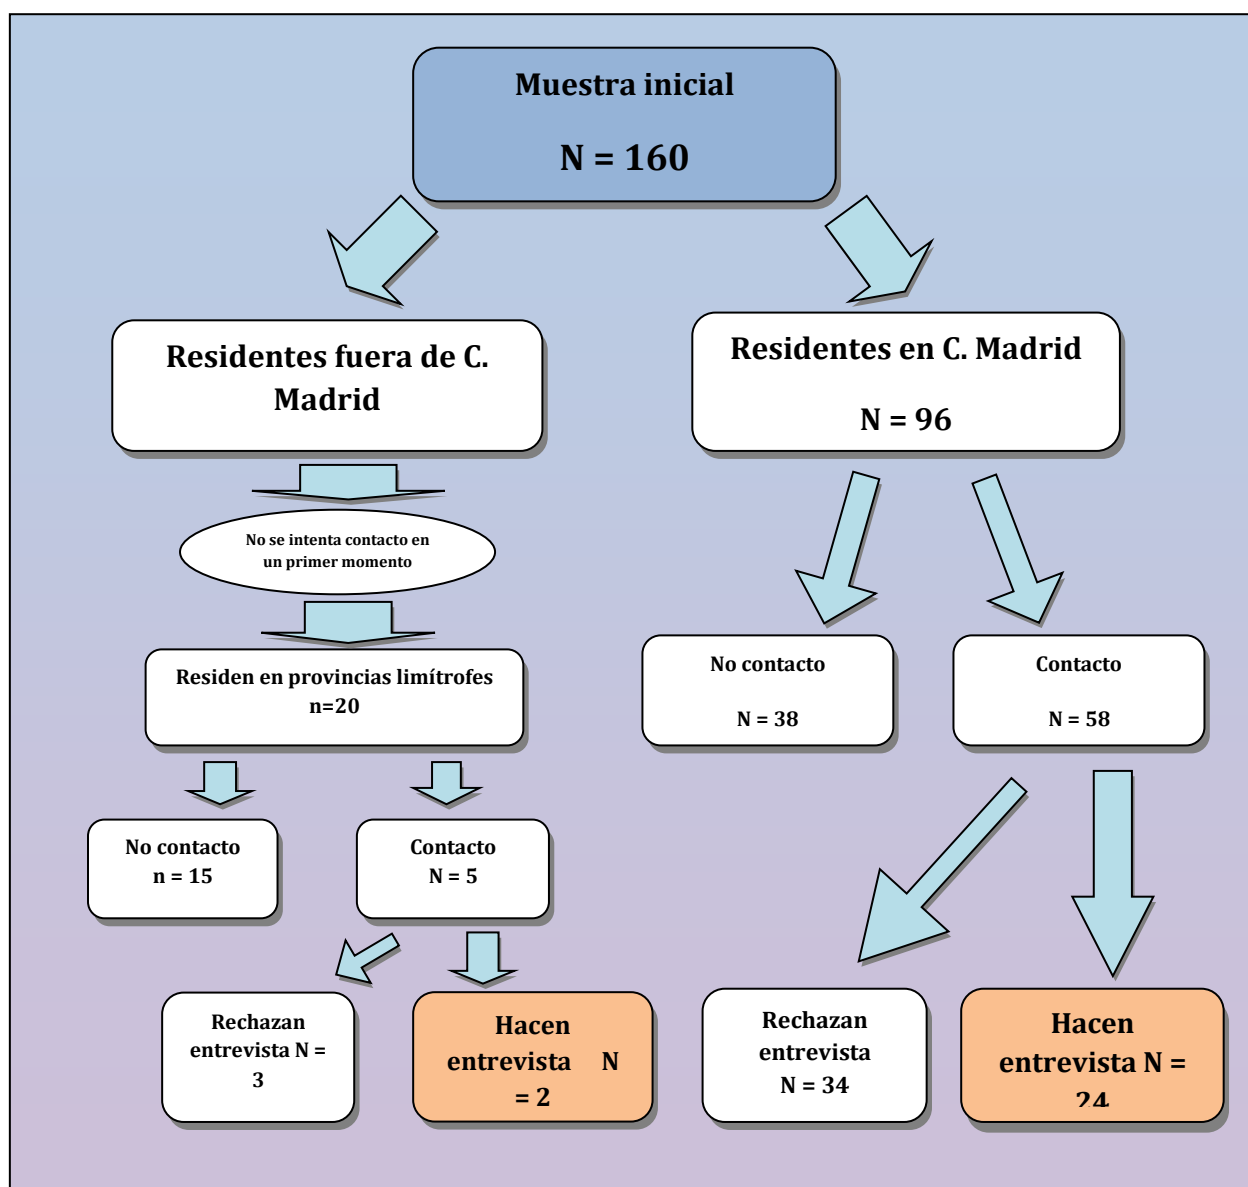 Muestra inicial
N = 160
Residentes fuera de C.
Madrid
Residentes en C. Madrid
N = 96
No se intenta contacto en
un primer momento
Residen en provincias limítrofes
n=20
No contacto
N = 38
Contacto
N = 58
No contacto
n = 15
Contacto
N = 5
Rechazan
entrevista N =
3
Hacen
entrevista N
= 2
Rechazan
entrevista
N = 34
Hacen
entrevista N =
24